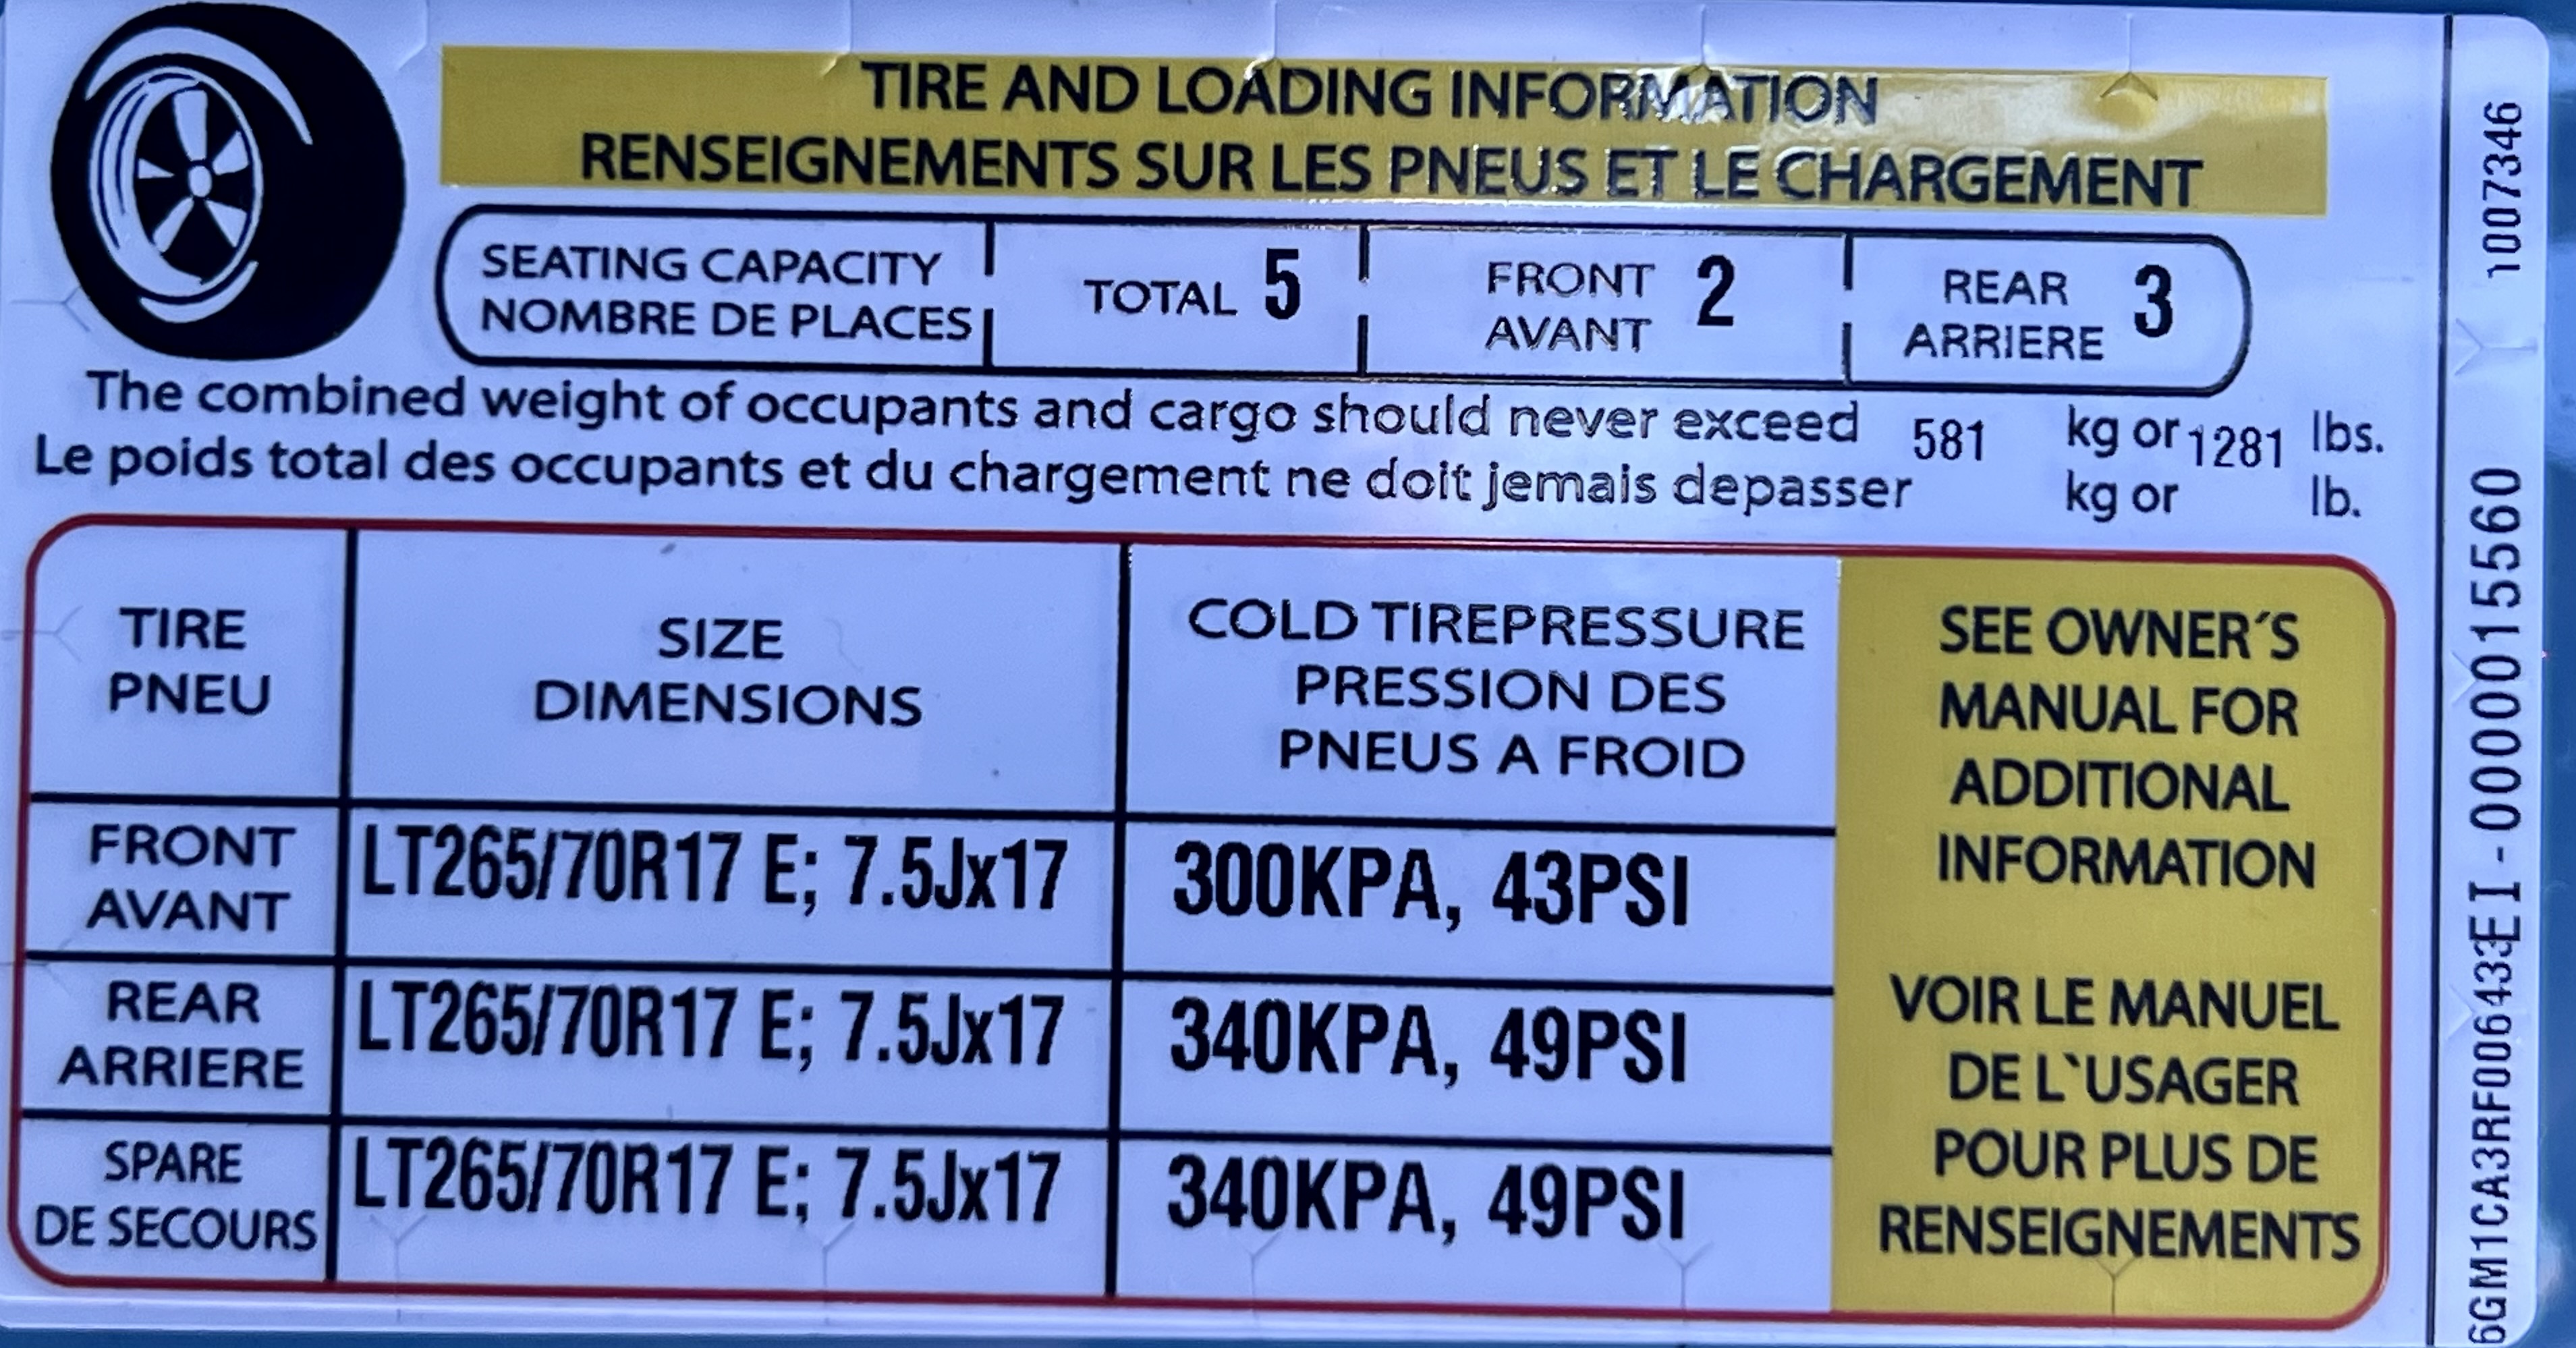 TIRE AND LOADING INFORMATION
RENSEIGNEMENTS SUR LES PNEUS ET LE CHARGEMENT
SEATING CAPACITY
NOMBRE DE PLACES
TOTAL 5
FRONT
AVANT
2
REAR
ARRIERE
3
The combined weight of occupants and cargo should never exceed 581 kg or 1281 lbs.
Le poids total des occupants et du chargement ne doit jemais depasser kg or lb.
TIRE
PNEU
SIZE
DIMENSIONS
COLD TIREPRESSURE
PRESSION DES
PNEUS A FROID
FRONT
AVANT
LT265/70R17 E; 7.5Jx17
300KPA, 43PSI
REAR
ARRIERE
LT265/70R17 E; 7.5Jx17
340KPA, 49PSI
SPARE
DE SECOURS
LT265/70R17 E; 7.5Jx17
340KPA, 49PSI
SEE OWNER´S
MANUAL FOR
ADDITIONAL
INFORMATION
VOIR LE MANUEL
DE L`USAGER
POUR PLUS DE
RENSEIGNEMENTS
6GM1CA3RF006433EI-0000015560 1007346